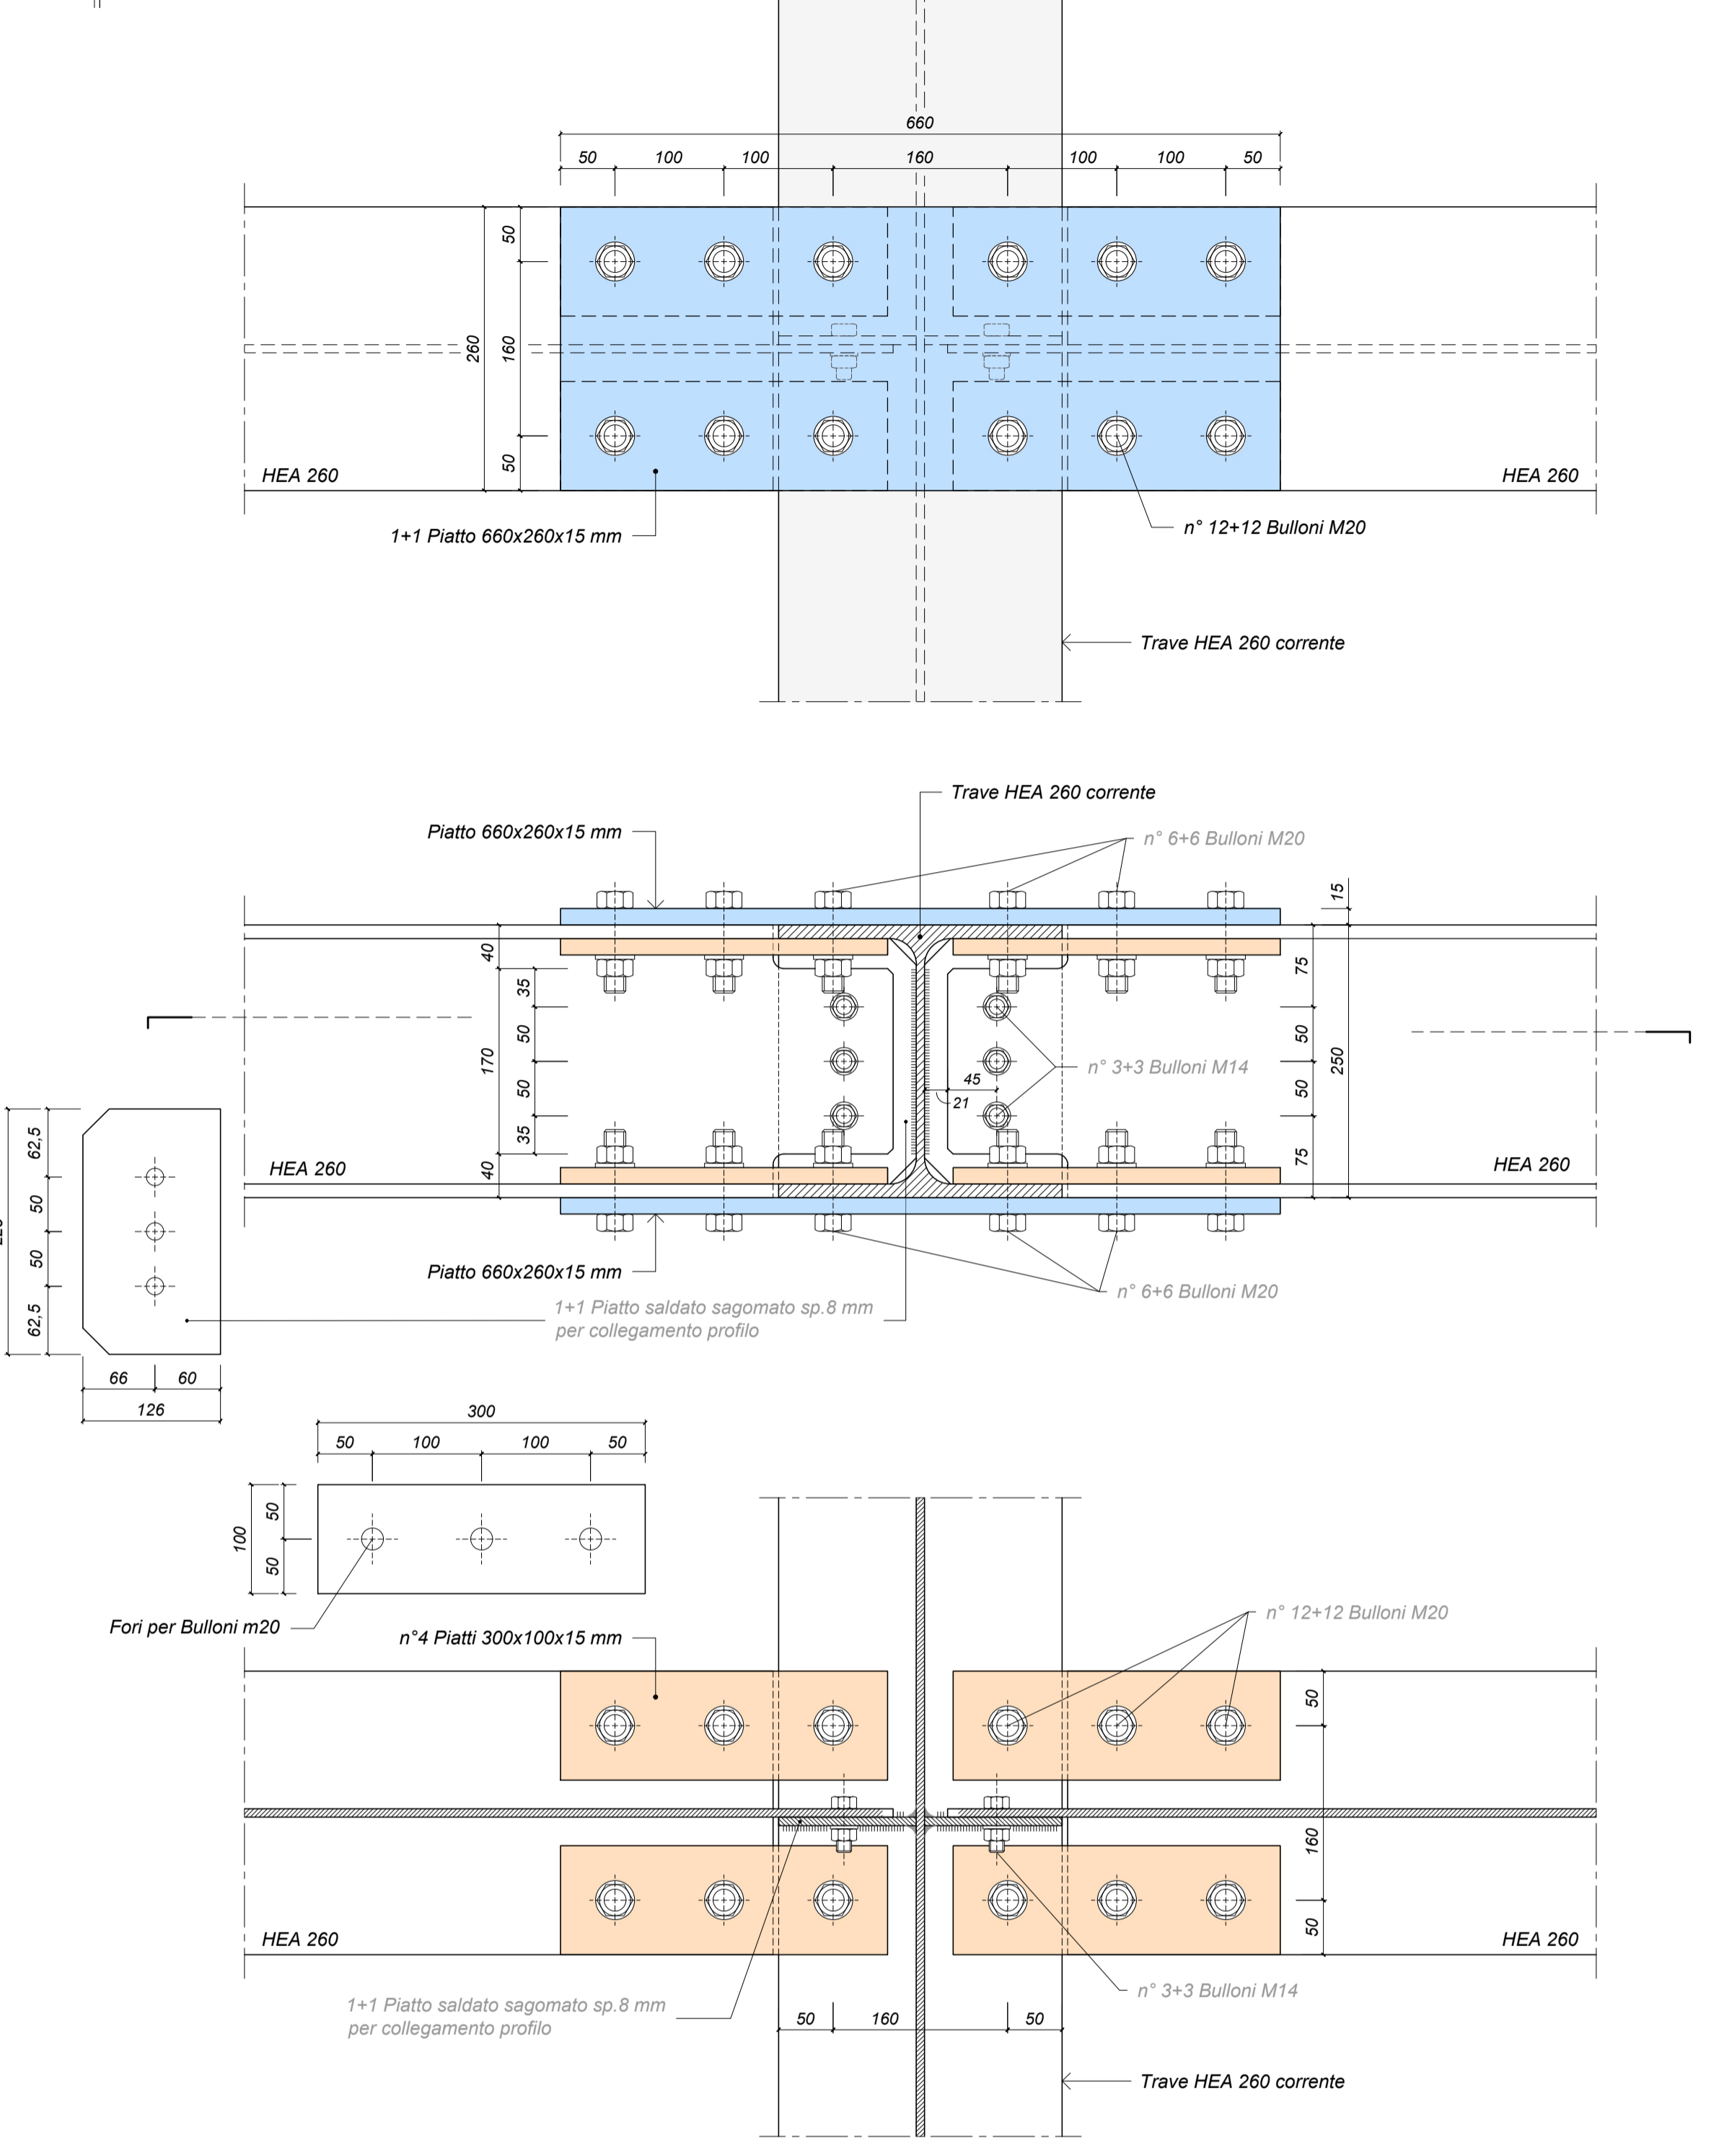 660
50 100 100 160 100 100 50
50
260
160
50
HEA 260
HEA 260
1+1 Piatto 660x260x15 mm
n° 12+12 Bulloni M20
Trave HEA 260 corrente
Trave HEA 260 corrente
Piatto 660x260x15 mm
n° 6+6 Bulloni M20
15
40
35
75
50
50
170
50
50
250
n° 3+3 Bulloni M14
45
21
35
40
75
HEA 260
HEA 260
62,5
50
50
62,5
66 60
126
Piatto 660x260x15 mm
n° 6+6 Bulloni M20
1+1 Piatto saldato sagomato sp.8 mm
per collegamento profilo
300
50 100 100 50
50
100
50
Fori per Bulloni m20
n°4 Piatti 300x100x15 mm
n° 12+12 Bulloni M20
50
160
50
HEA 260
HEA 260
n° 3+3 Bulloni M14
1+1 Piatto saldato sagomato sp.8 mm
per collegamento profilo
50 160 50
Trave HEA 260 corrente